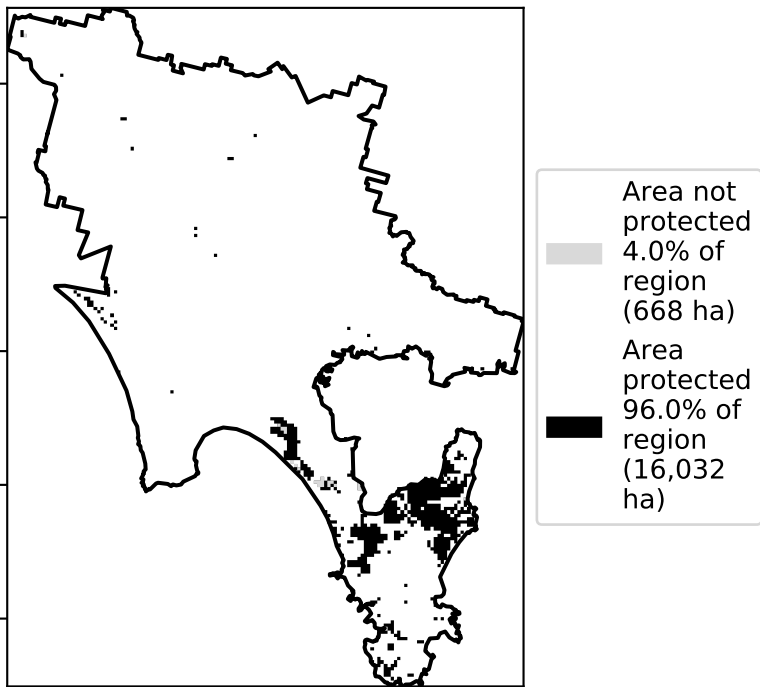 Area not
protected
4.0% of
region
(668 ha)
Area
protected
96.0% of
region
(16,032
ha)